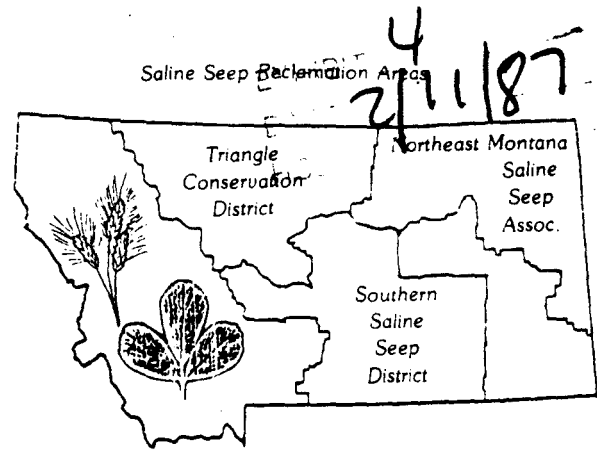 4
Saline Seep Reclamation Areas
2/11/87
Triangle
Conservation
District
Northeast Montana
Saline
Seep
Assoc.
Southern
Saline
Seep
District